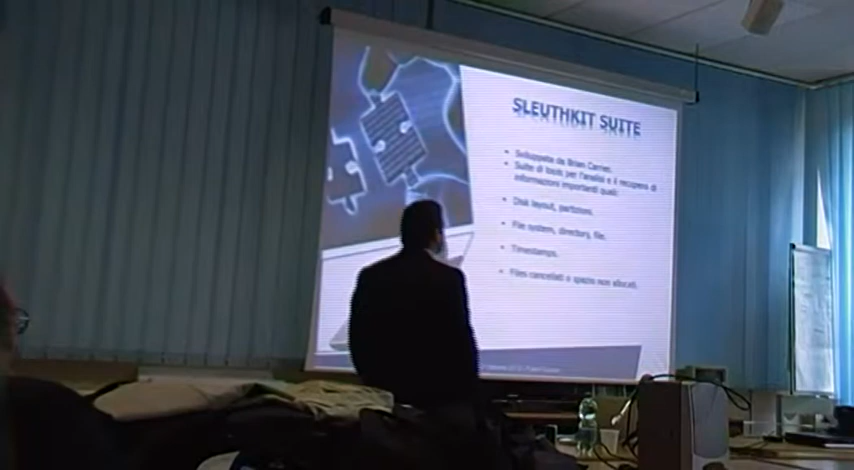 SLEUTHKIT SUITE
• Sviluppata da Brian Carrier.
• Suite di tools per l'analisi e il recupero di
informazioni importanti quali:
• Disk layout, partizioni.
• File system, directory, file.
• Timestamps.
• Files cancellati e spazio non allocati.